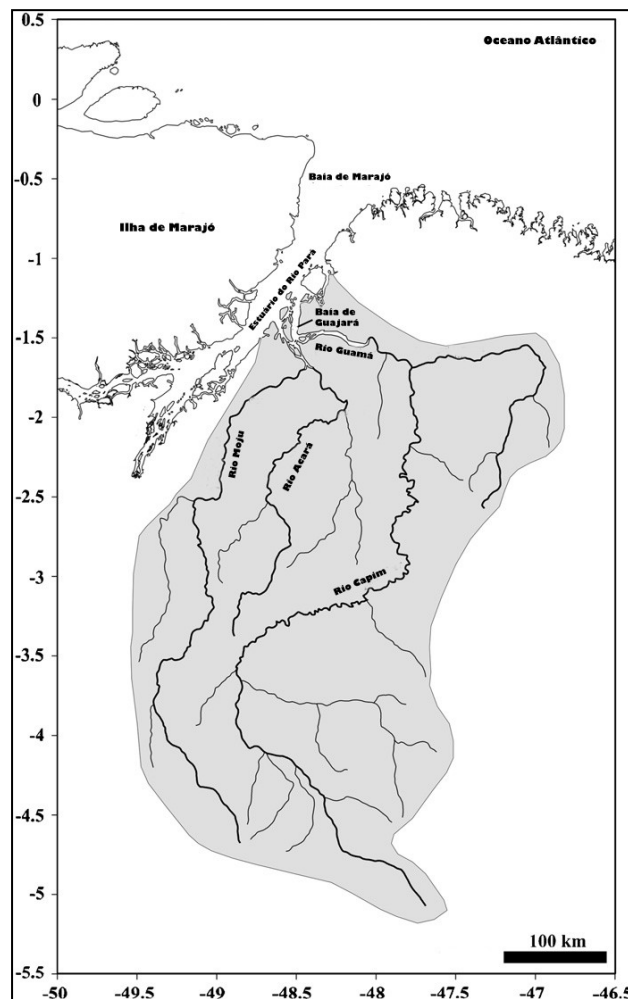 0.5
Oceano Atlântico
0
Baía de Marajó
-0.5
Ilha de Marajó
-1
Estuário do Rio Pará
Baía de
Guajará
-1.5
Rio Guamá
-2
Rio Moju
Rio Acará
-2.5
-3
Rio Capim
-3.5
-4
-4.5
-5
100 km
-5.5
-50 -49.5 -49 -48.5 -48 -47.5 -47 -46.5